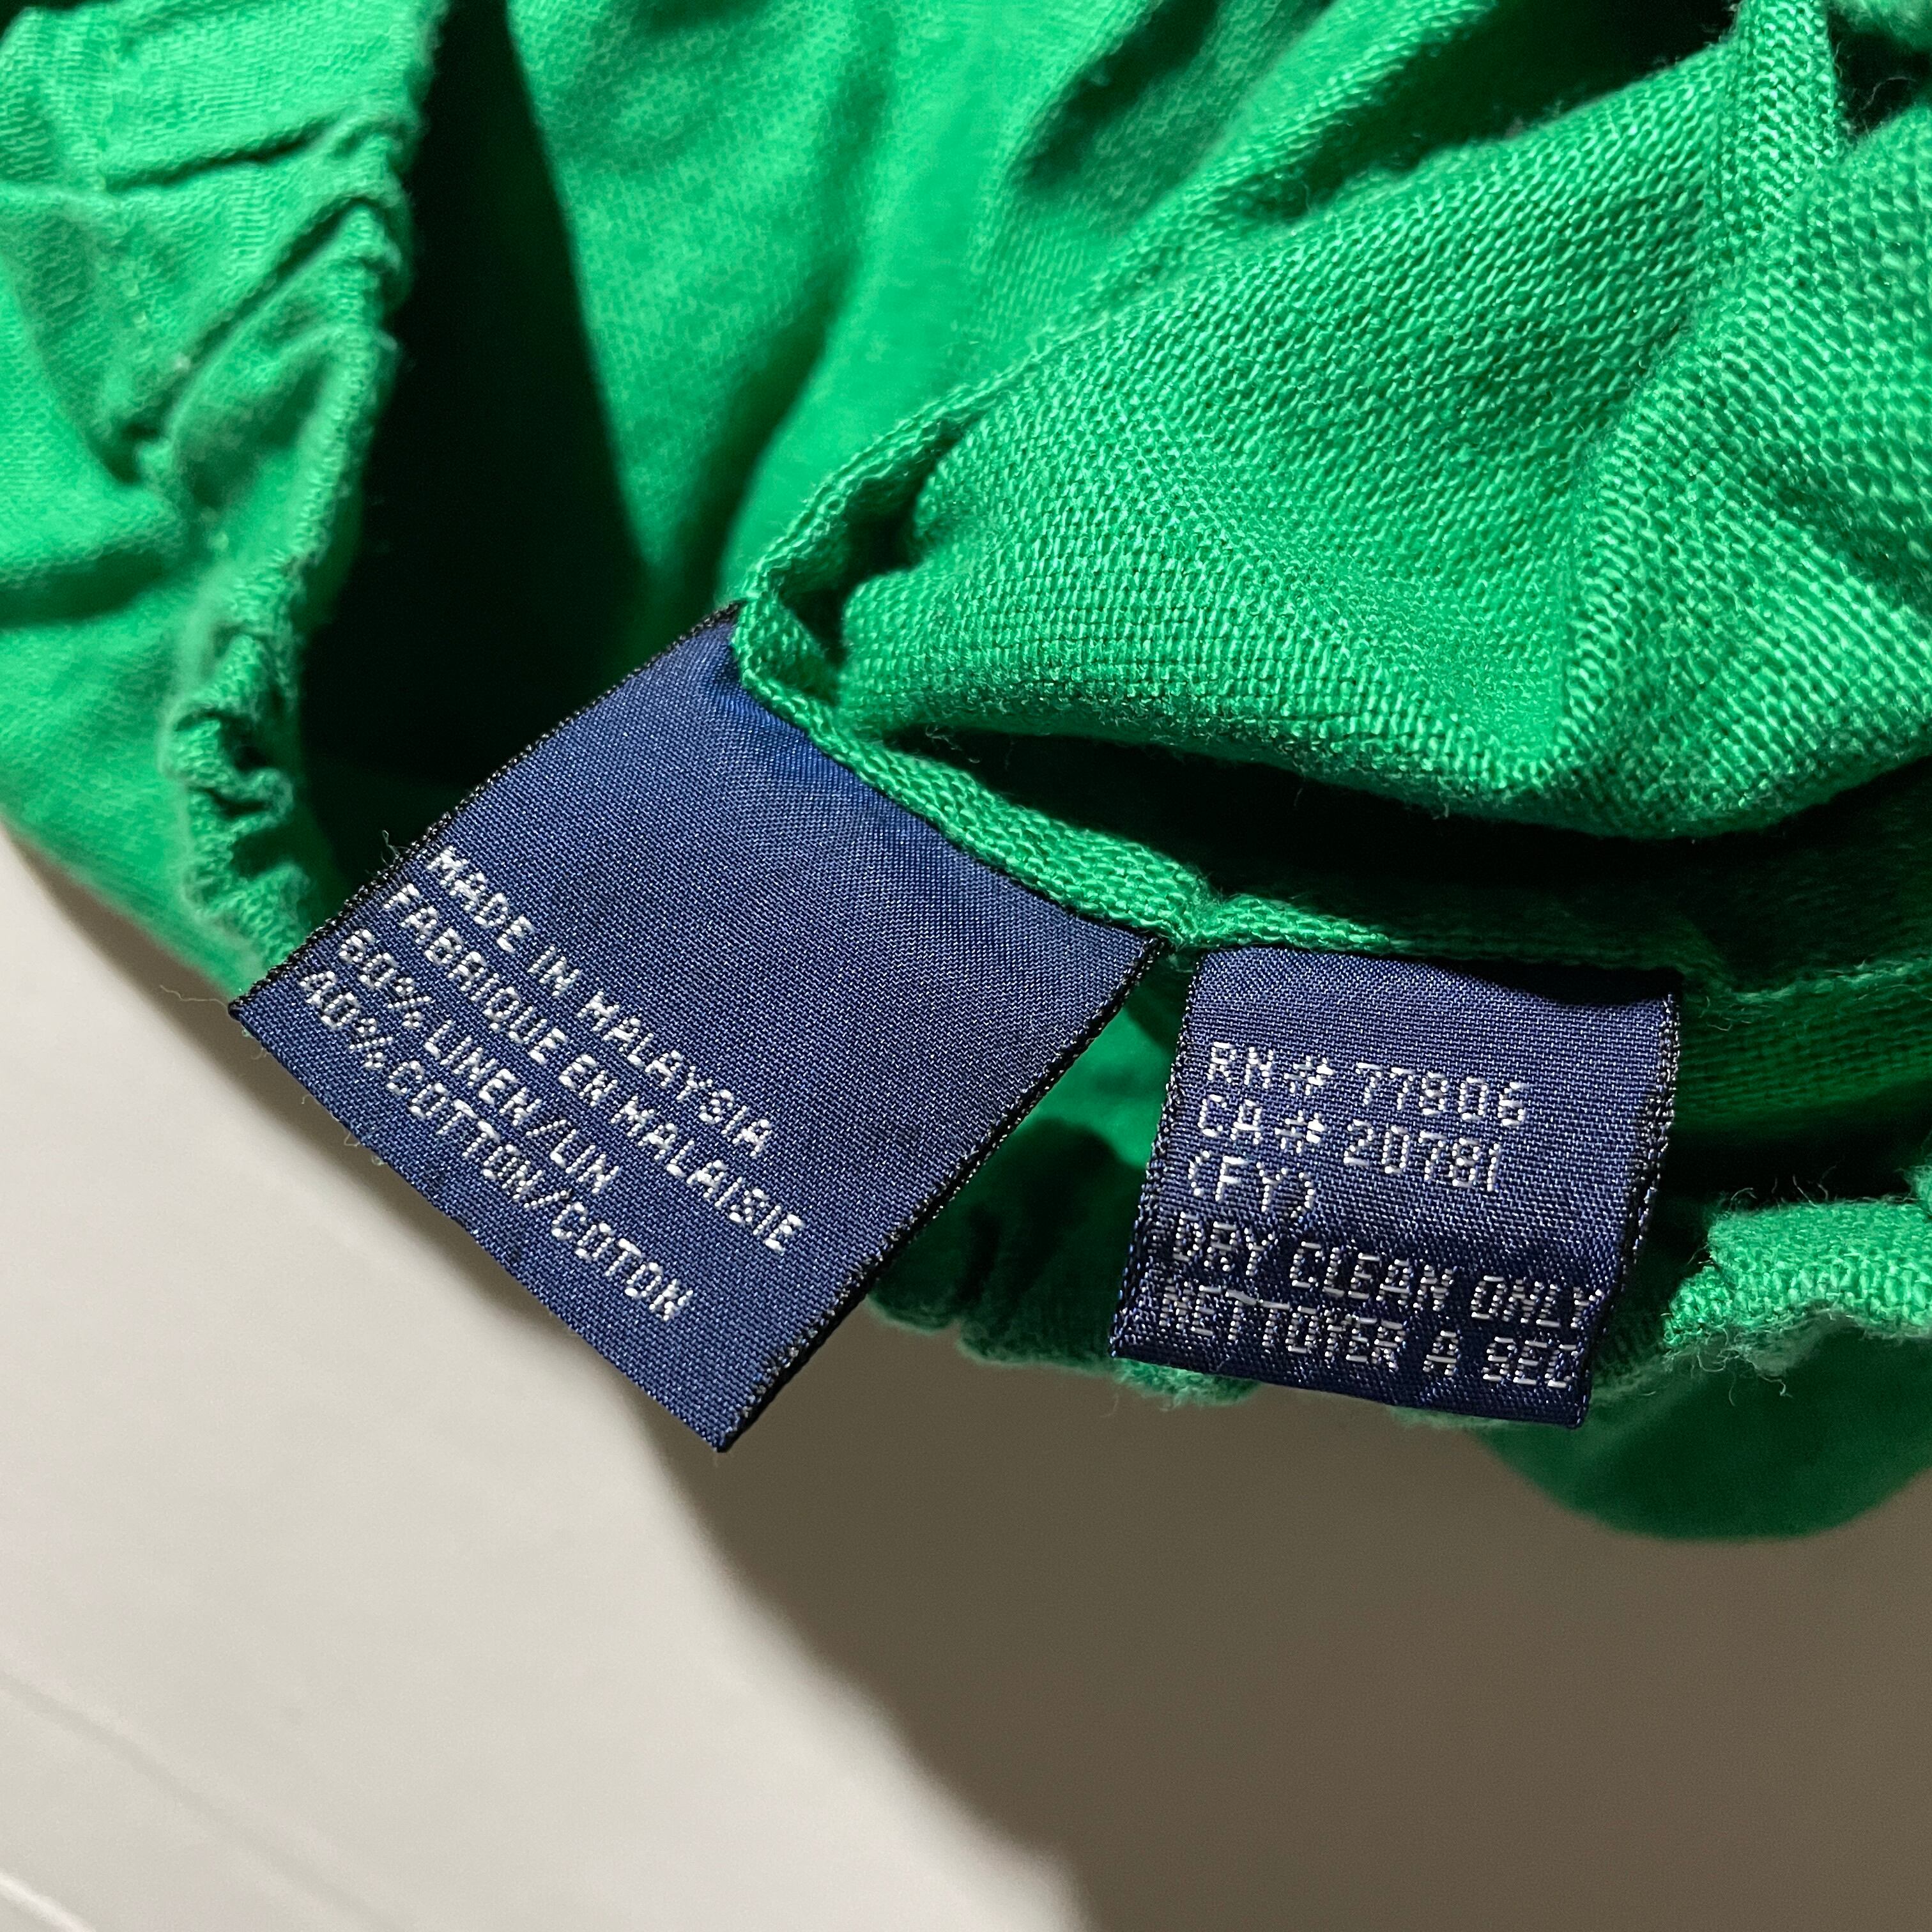 MADE IN MALAYSIA
FABRIQUE EN MALAISIE
60% LINEN/LIN
40% COTTON/COTON
RN# 77806
CA# 20781
(FY)
DRY CLEAN ONLY
NETTOYER A SEC